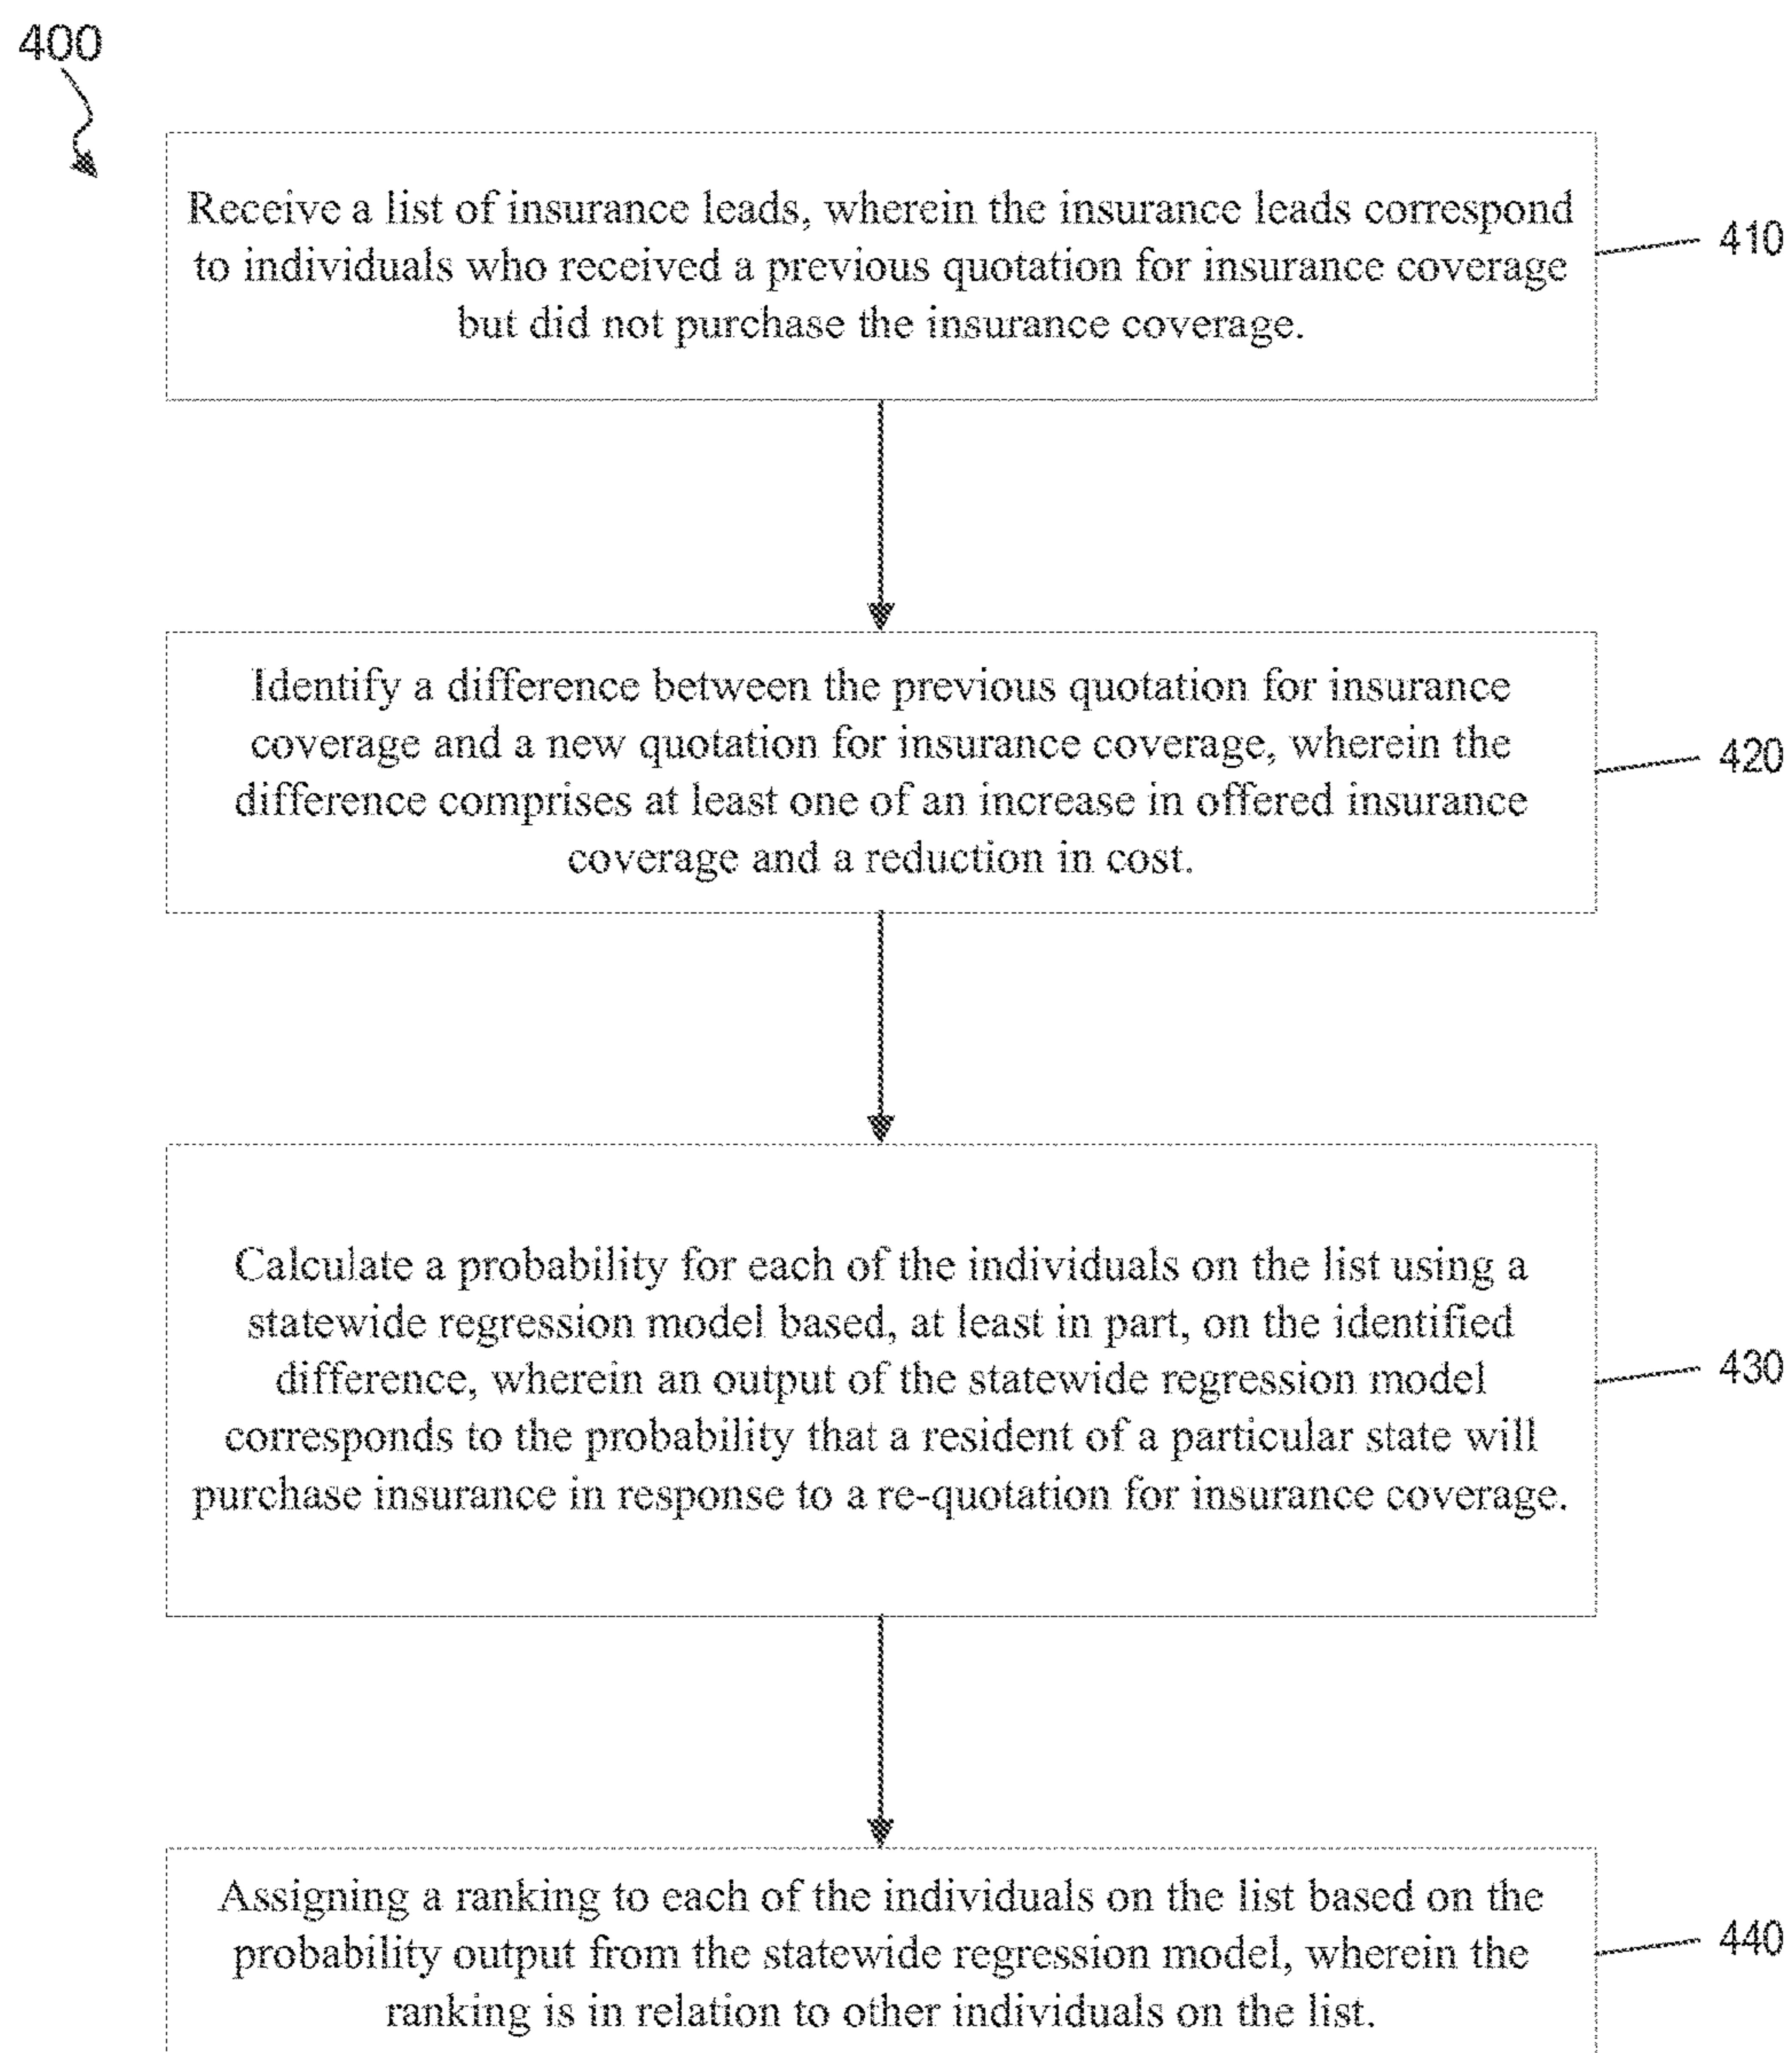 400
Receive a list of insurance leads, wherein the insurance leads correspond
to individuals who received a previous quotation for insurance coverage
but did not purchase the insurance coverage.
410
Identify a difference between the previous quotation for insurance
coverage and a new quotation for insurance coverage, wherein the
difference comprises at least one of an increase in offered insurance
coverage and a reduction in cost.
420
Calculate a probability for each of the individuals on the list using a
statewide regression model based, at least in part, on the identified
difference, wherein an output of the statewide regression model
corresponds to the probability that a resident of a particular state will
purchase insurance in response to a re-quotation for insurance coverage.
430
Assigning a ranking to each of the individuals on the list based on the
probability output from the statewide regression model, wherein the
ranking is in relation to other individuals on the list.
440